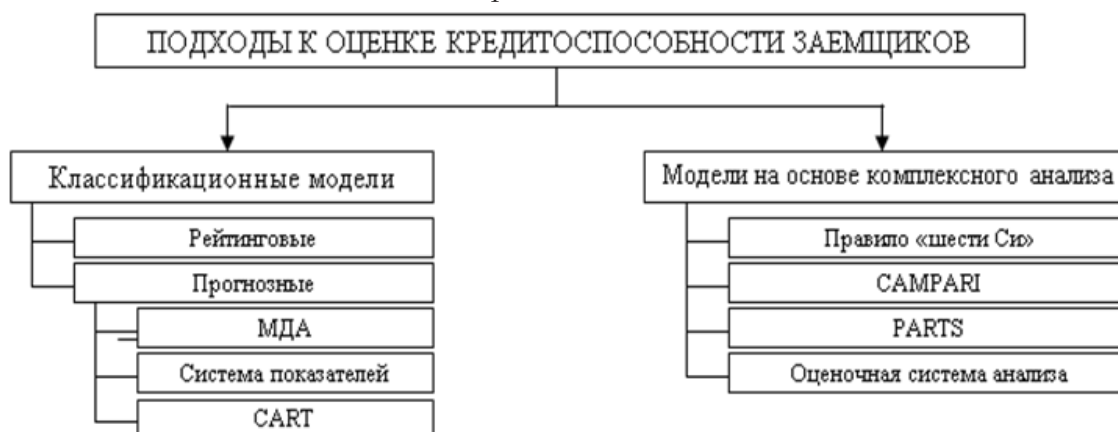 ПОДХОДЫ К ОЦЕНКЕ КРЕДИТОСПОСОБНОСТИ ЗАЕМЩИКОВ
Классификационные модели
Рейтинговые
Прогнозные
МДА
Система показателей
CART
Модели на основе комплексного анализа
Правило «шести Си»
CAMPARI
PARTS
Оценочная система анализа